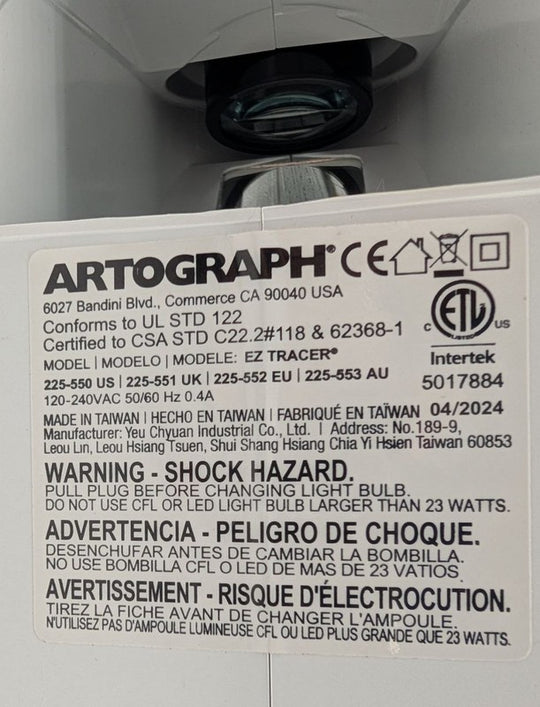 ARTOGRAPH® CE
6027 Bandini Blvd., Commerce CA 90040 USA
Conforms to UL STD 122
Certified to CSA STD C22.2#118 & 62368-1
C ETL US
LISTED
Intertek
5017884
MODEL | MODELO | MODELE: EZ TRACER®
225-550 US | 225-551 UK | 225-552 EU | 225-553 AU
120-240VAC 50/60 Hz 0.4A
MADE IN TAIWAN | HECHO EN TAIWAN | FABRIQUÉ EN TAÏWAN 04/2024
Manufacturer: Yeu Chyuan Industrial Co., Ltd. | Address: No.189-9,
Leou Lin, Leou Hsiang Tsuen, Shui Shang Hsiang Chia Yi Hsien Taiwan 60853
WARNING - SHOCK HAZARD.
PULL PLUG BEFORE CHANGING LIGHT BULB.
DO NOT USE CFL OR LED LIGHT BULB LARGER THAN 23 WATTS.
ADVERTENCIA - PELIGRO DE CHOQUE.
DESENCHUFAR ANTES DE CAMBIAR LA BOMBILLA.
NO USE BOMBILLA CFL O LED DE MAS DE 23 VATIOS.
AVERTISSEMENT - RISQUE D'ÉLECTROCUTION.
TIREZ LA FICHE AVANT DE CHANGER L'AMPOULE.
N'UTILISEZ PAS D'AMPOULE LUMINEUSE CFL OU LED PLUS GRANDE QUE 23 WATTS.